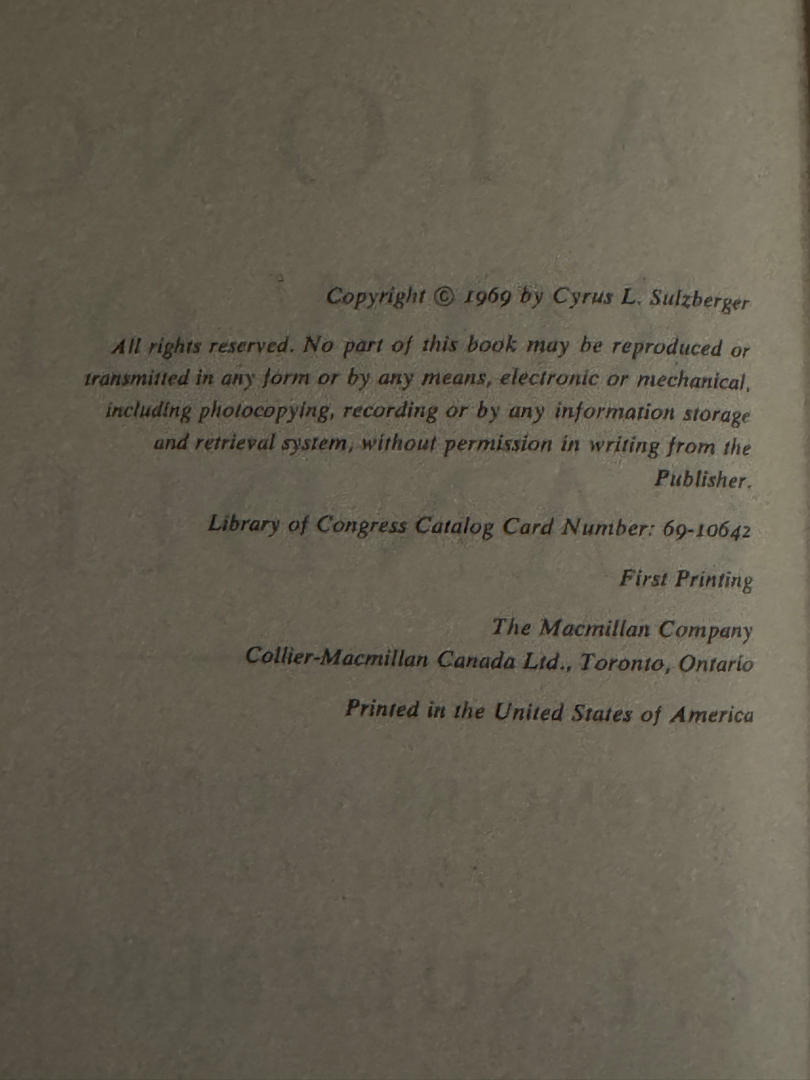 Copyright © 1969 by Cyrus L. Sulzberger
All rights reserved. No part of this book may be reproduced or
transmitted in any form or by any means, electronic or mechanical,
including photocopying, recording or by any information storage
and retrieval system, without permission in writing from the
Publisher.
Library of Congress Catalog Card Number: 69-10642
First Printing
The Macmillan Company
Collier-Macmillan Canada Ltd., Toronto, Ontario
Printed in the United States of America